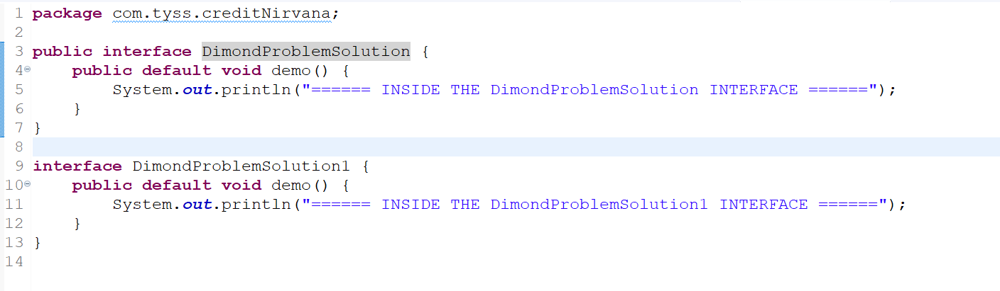 1 package com.tyss.creditNirvana;
2
3 public interface DimondProblemSolution {
4 public default void demo() {
5 System.out.println("====== INSIDE THE DimondProblemSolution INTERFACE ======");
6 }
7 }
8
9 interface DimondProblemSolution1 {
10 public default void demo() {
11 System.out.println("====== INSIDE THE DimondProblemSolution1 INTERFACE ======");
12 }
13 }
14